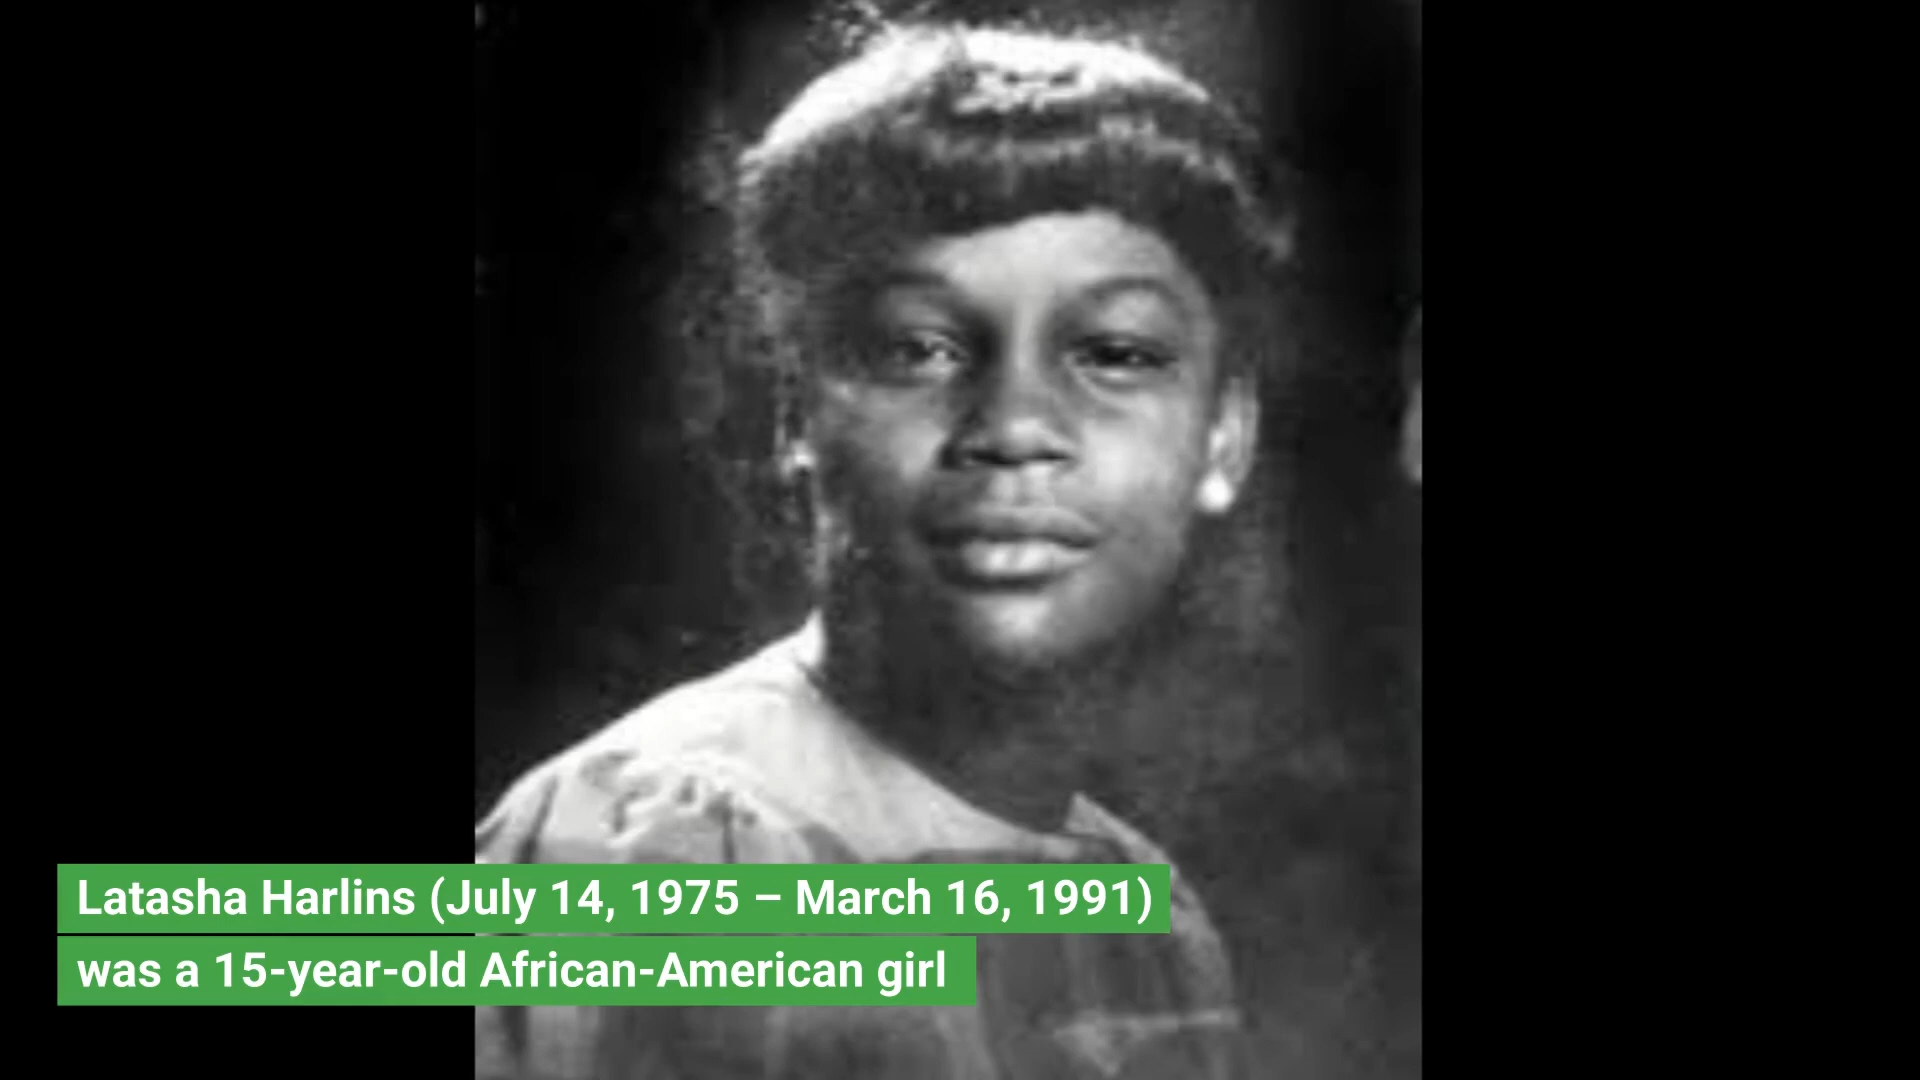 Latasha Harlins (July 14, 1975 – March 16, 1991)
was a 15-year-old African-American girl